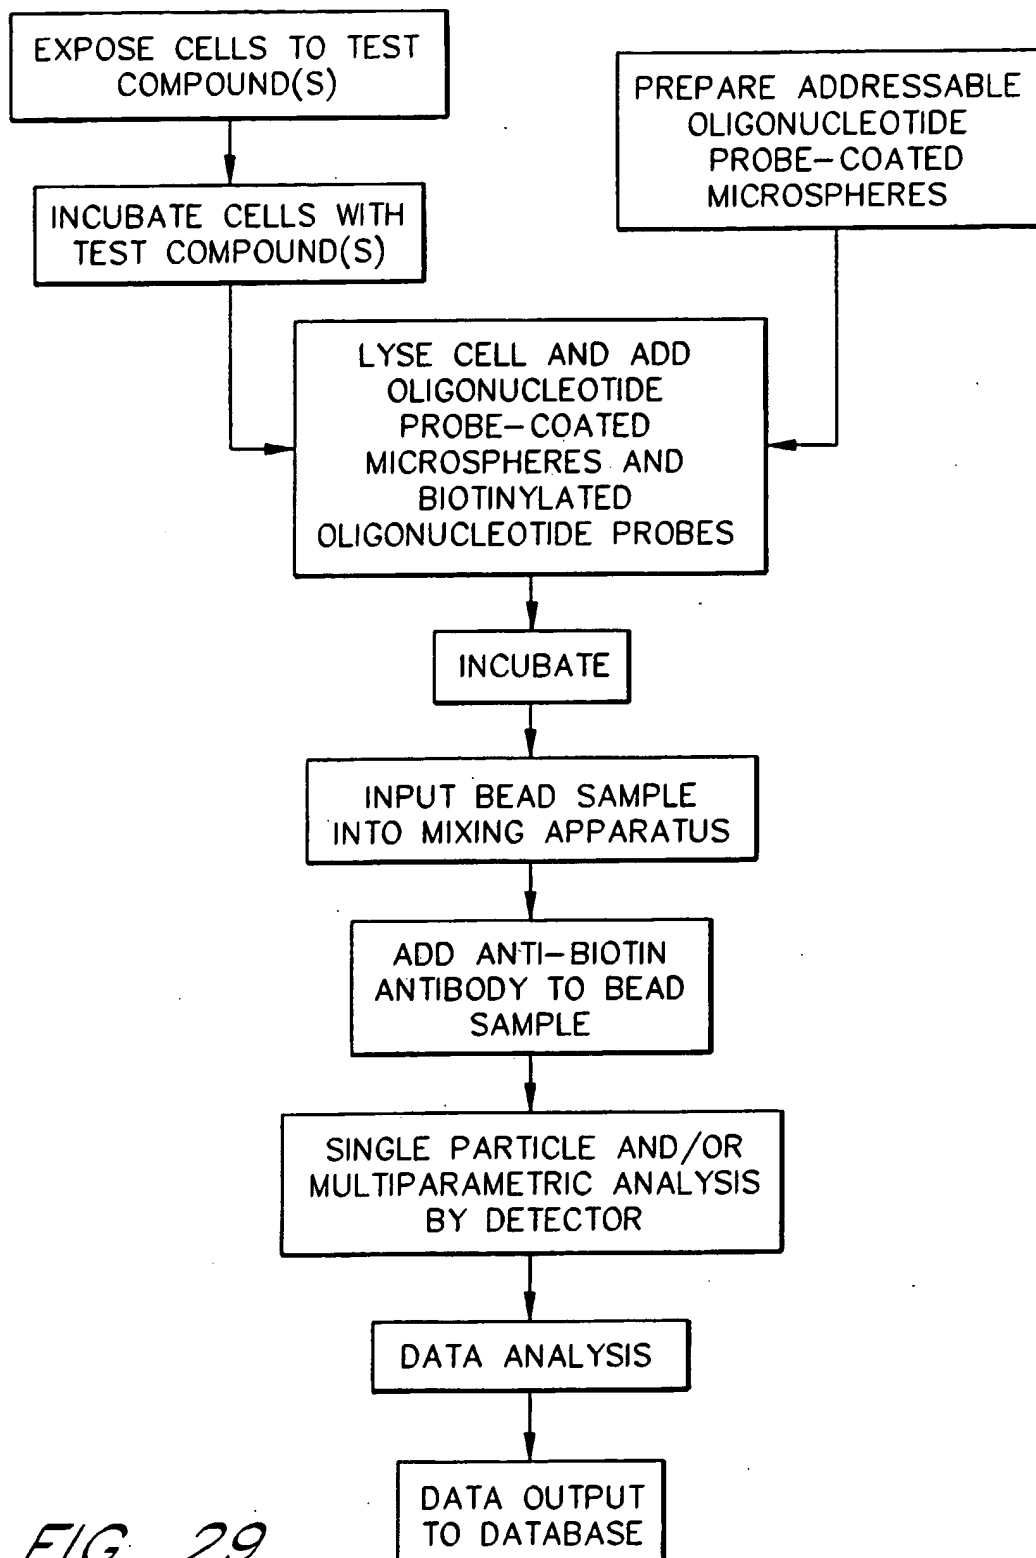 EXPOSE CELLS TO TEST
COMPOUND(S)
PREPARE ADDRESSABLE
OLIGONUCLEOTIDE
PROBE-COATED
MICROSPHERES
INCUBATE CELLS WITH
TEST COMPOUND(S)
LYSE CELL AND ADD
OLIGONUCLEOTIDE
PROBE-COATED
MICROSPHERES AND
BIOTINYLATED
OLIGONUCLEOTIDE PROBES
INCUBATE
INPUT BEAD SAMPLE
INTO MIXING APPARATUS
ADD ANTI-BIOTIN
ANTIBODY TO BEAD
SAMPLE
SINGLE PARTICLE AND/OR
MULTIPARAMETRIC ANALYSIS
BY DETECTOR
DATA ANALYSIS
DATA OUTPUT
TO DATABASE
FIG. 29